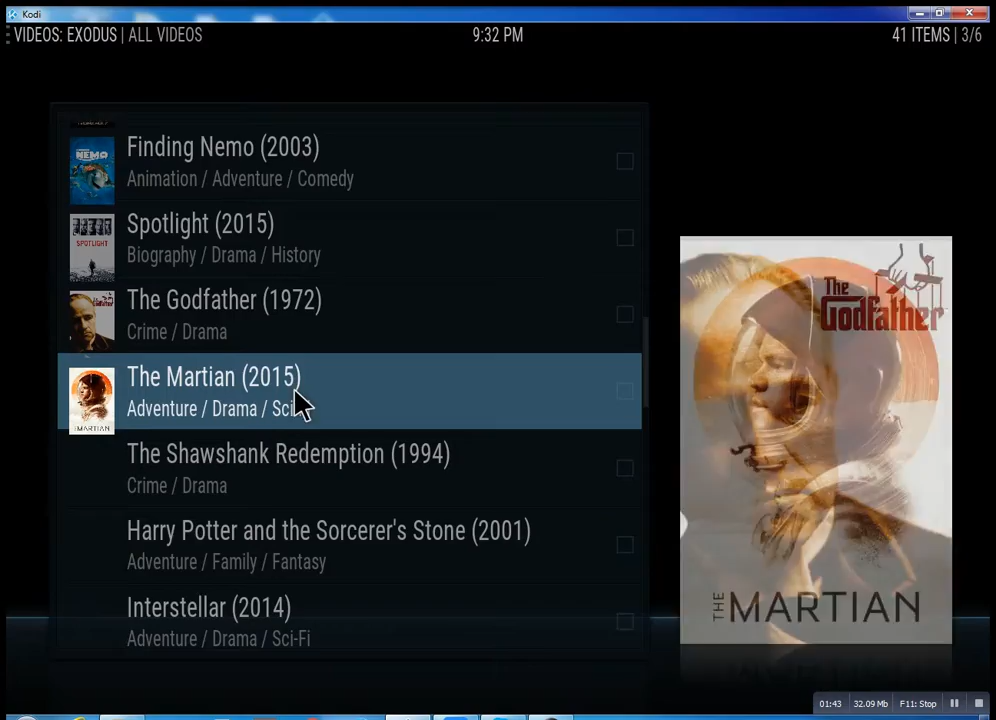 Kodi
VIDEOS: EXODUS | ALL VIDEOS
9:32 PM
41 ITEMS | 3/6
Finding Nemo (2003)
Animation / Adventure / Comedy
NEMO
Spotlight (2015)
Biography / Drama / History
SPOTLIGHT
The Godfather (1972)
Crime / Drama
The Martian (2015)
Adventure / Drama / Sci
MARTIAN
The Shawshank Redemption (1994)
Crime / Drama
Harry Potter and the Sorcerer's Stone (2001)
Adventure / Family / Fantasy
Interstellar (2014)
Adventure / Drama / Sci-Fi
The
Godfather
THE MARTIAN
01:43
32.09 Mb
F11: Stop